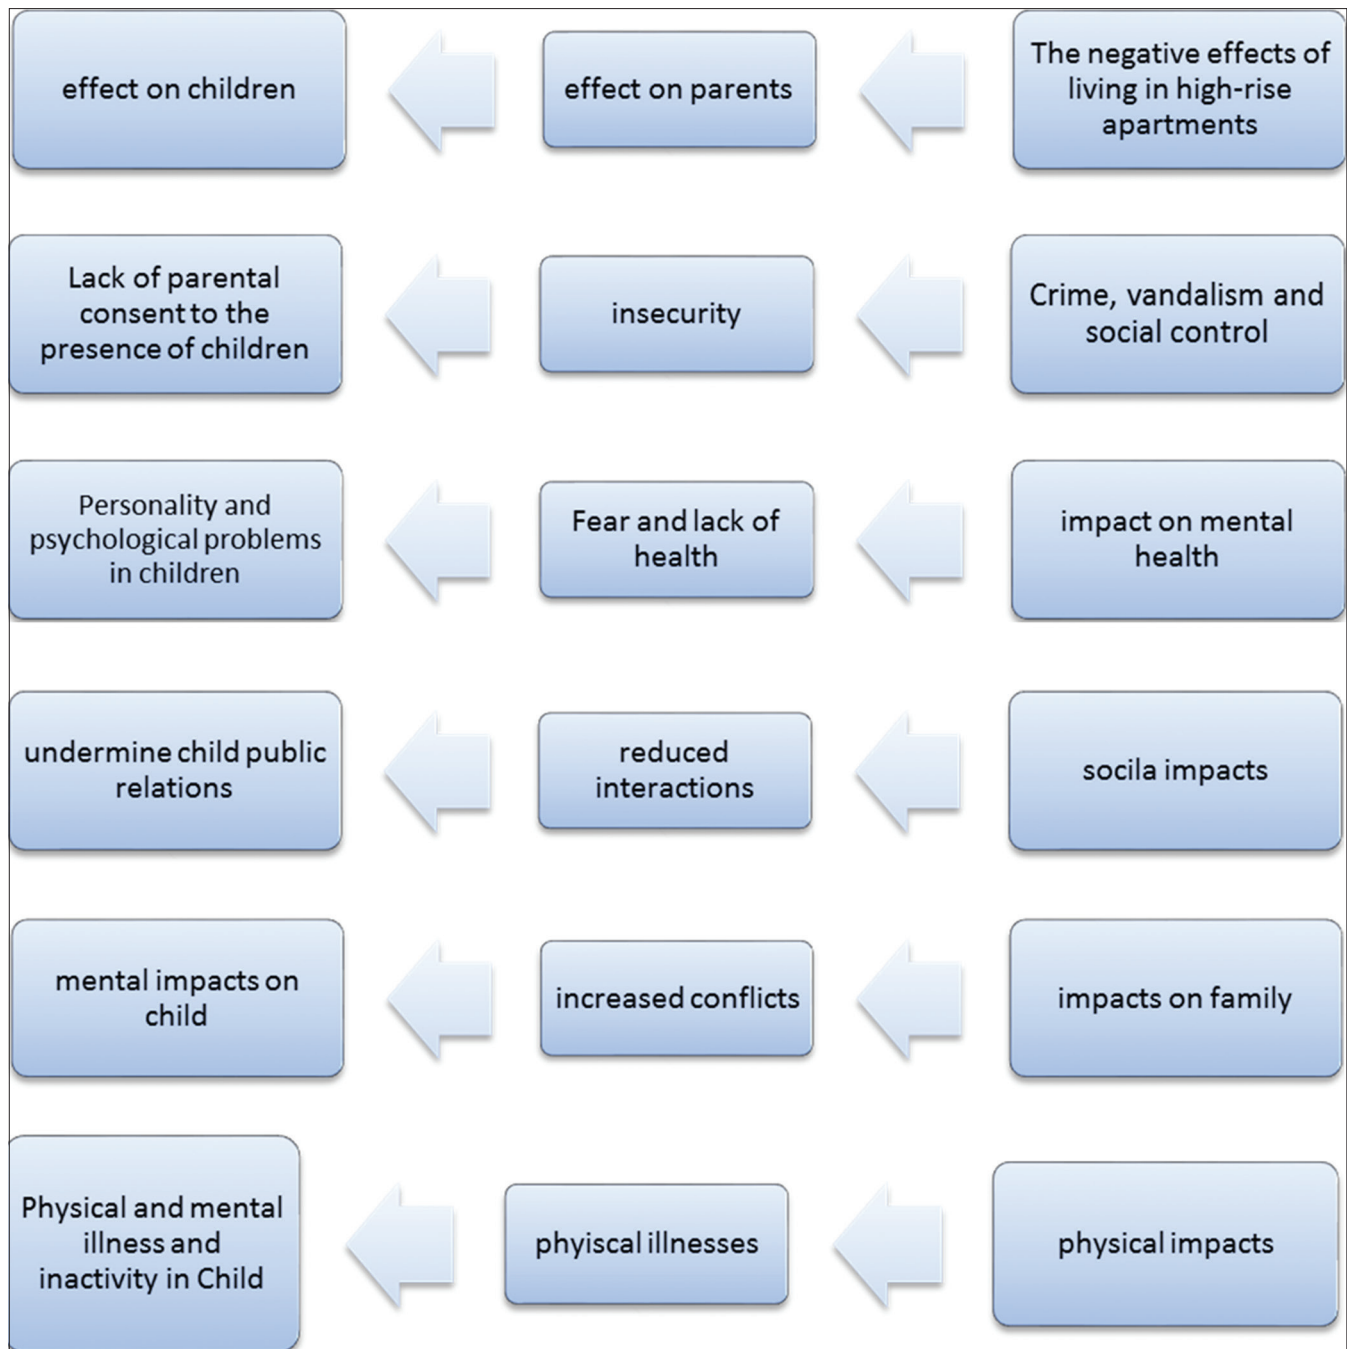 effect on children
effect on parents
The negative effects of
living in high-rise
apartments
Lack of parental
consent to the
presence of children
insecurity
Crime, vandalism and
social control
Personality and
psychological problems
in children
Fear and lack of
health
impact on mental
health
undermine child public
relations
reduced
interactions
socila impacts
mental impacts on
child
increased conflicts
impacts on family
Physical and mental
illness and
inactivity in Child
phyiscal illnesses
physical impacts